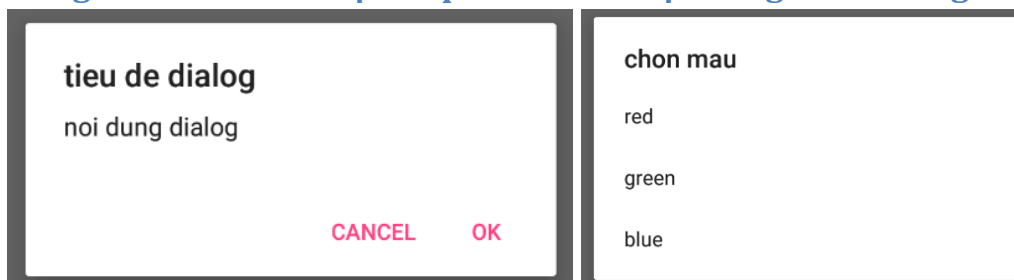 tieu de dialog
noi dung dialog
CANCEL OK
chon mau
red
green
blue